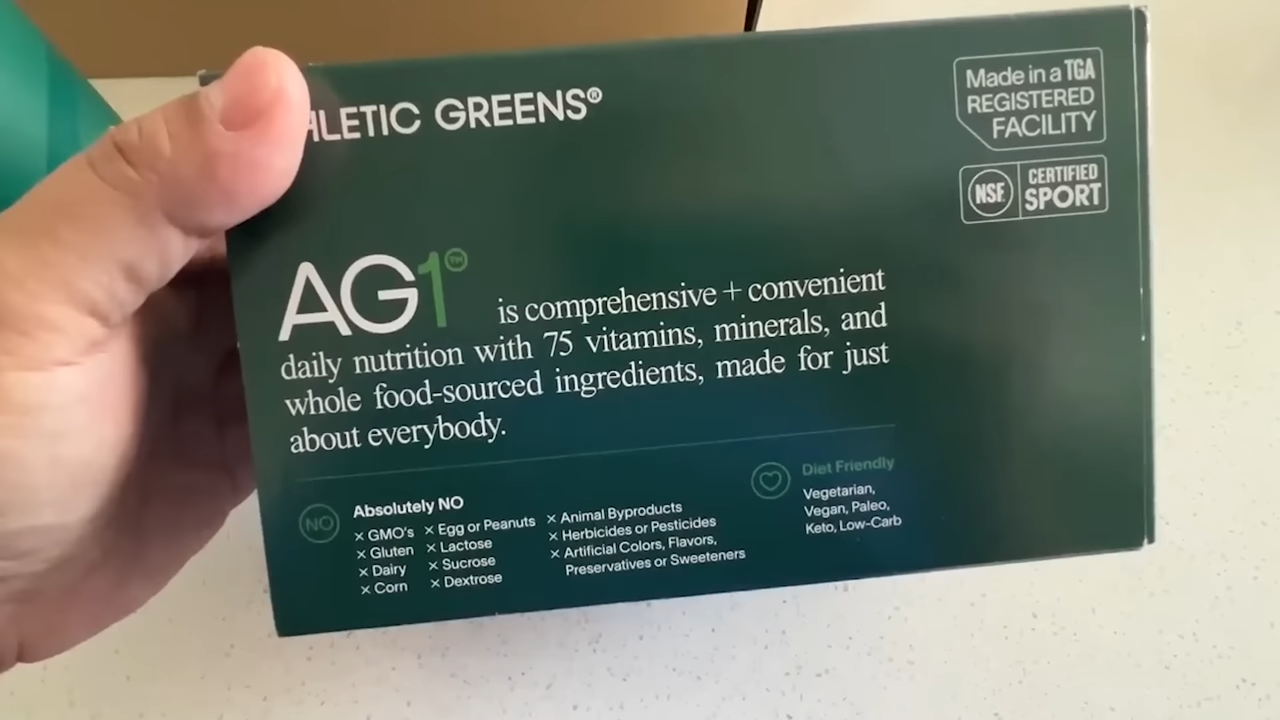 HLETIC GREENS®
Made in a TGA
REGISTERED
FACILITY
NSF
CERTIFIED
SPORT
AG1™ is comprehensive + convenient
daily nutrition with 75 vitamins, minerals, and
whole food-sourced ingredients, made for just
about everybody.
NO
Absolutely NO
× GMO's
× Gluten
× Dairy
× Corn
× Egg or Peanuts
× Lactose
× Sucrose
× Dextrose
× Animal Byproducts
× Herbicides or Pesticides
× Artificial Colors, Flavors,
Preservatives or Sweeteners
Diet Friendly
Vegetarian,
Vegan, Paleo,
Keto, Low-Carb